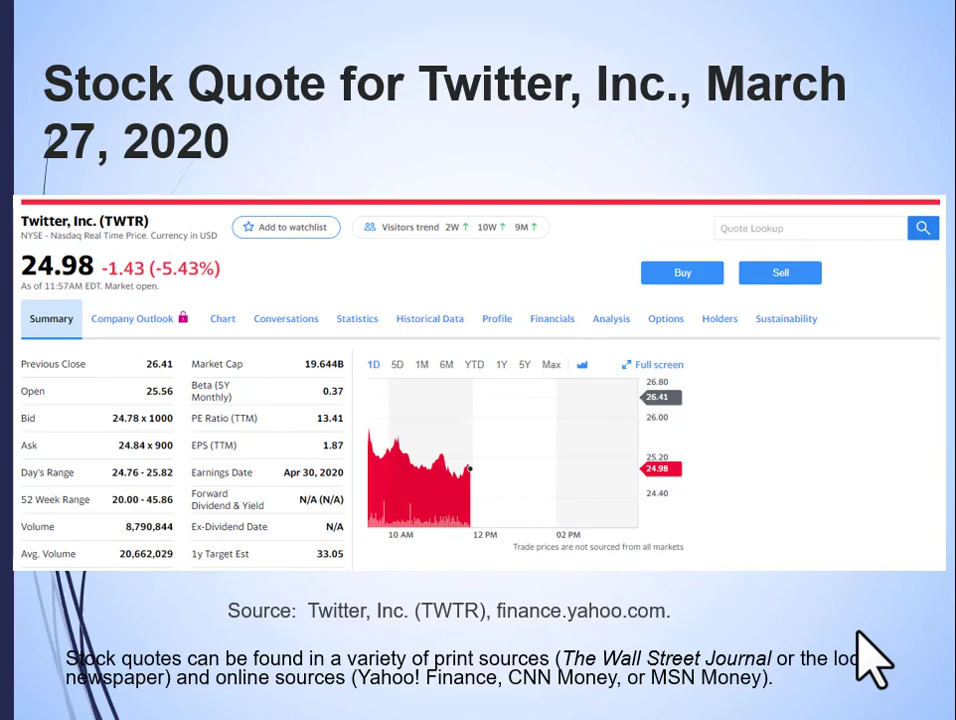 Stock Quote for Twitter, Inc., March
27, 2020
Twitter, Inc. (TWTR)
NYSE - Nasdaq Real Time Price. Currency in USD
Add to watchlist
Visitors trend 2W ↑ 10W ↑ 9M ↑
Quote Lookup
24.98 -1.43 (-5.43%)
As of 11:57AM EDT. Market open.
Buy
Sell
Summary Company Outlook Chart Conversations Statistics Historical Data Profile Financials Analysis Options Holders Sustainability
Previous Close 26.41
Open 25.56
Bid 24.78 x 1000
Ask 24.84 x 900
Day's Range 24.76 - 25.82
52 Week Range 20.00 - 45.86
Volume 8,790,844
Avg. Volume 20,662,029
Market Cap 19.644B
Beta (5Y
Monthly) 0.37
PE Ratio (TTM) 13.41
EPS (TTM) 1.87
Earnings Date Apr 30, 2020
Forward
Dividend & Yield N/A (N/A)
Ex-Dividend Date N/A
1y Target Est 33.05
1D 5D 1M 6M YTD 1Y 5Y Max Full screen
26.80
26.41
26.00
25.20
24.98
24.40
10 AM 12 PM 02 PM
Trade prices are not sourced from all markets
Source: Twitter, Inc. (TWTR), finance.yahoo.com.
Stock quotes can be found in a variety of print sources (The Wall Street Journal or the
newspaper) and online sources (Yahoo! Finance, CNN Money, or MSN Money).